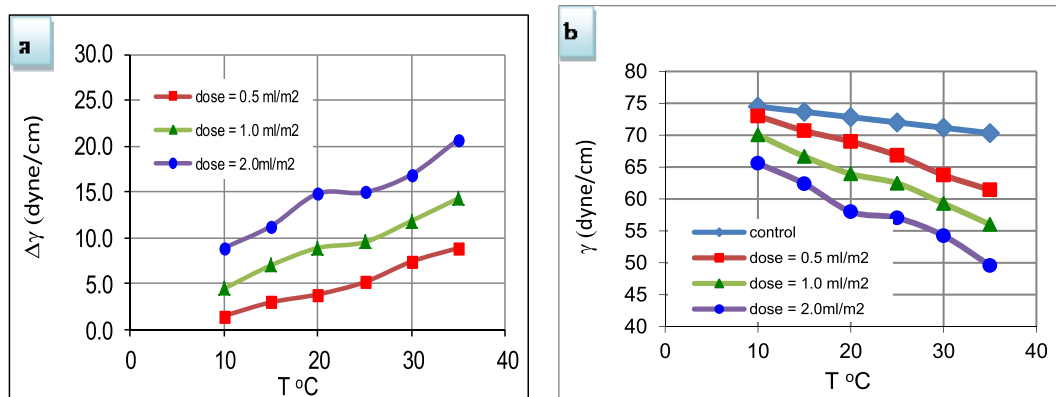 a
30.0
25.0
20.0
15.0
10.0
5.0
0.0
Δγ (dyne/cm)
dose = 0.5 ml/m2
dose = 1.0 ml/m2
dose = 2.0ml/m2
0 10 20 30 40
T ºC
b
80
75
70
65
60
55
50
45
40
γ (dyne/cm)
control
dose = 0.5 ml/m2
dose = 1.0 ml/m2
dose = 2.0ml/m2
0 10 20 30 40
T ºC